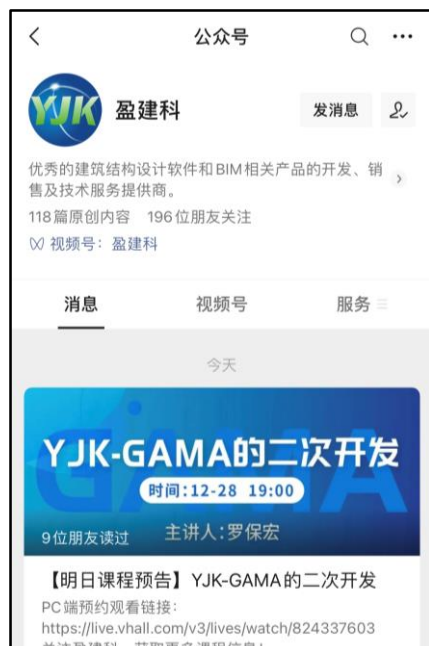 公众号
YJK
盈建科
发消息
优秀的建筑结构设计软件和BIM相关产品的开发、销
售及技术服务提供商。
118篇原创内容 196位朋友关注
视频号：盈建科
消息 视频号 服务
今天
YJK-GAMA的二次开发
时间:12-28 19:00
9位朋友读过 主讲人:罗保宏
【明日课程预告】YJK-GAMA的二次开发
PC端预约观看链接：
https://live.vhall.com/v3/lives/watch/824337603